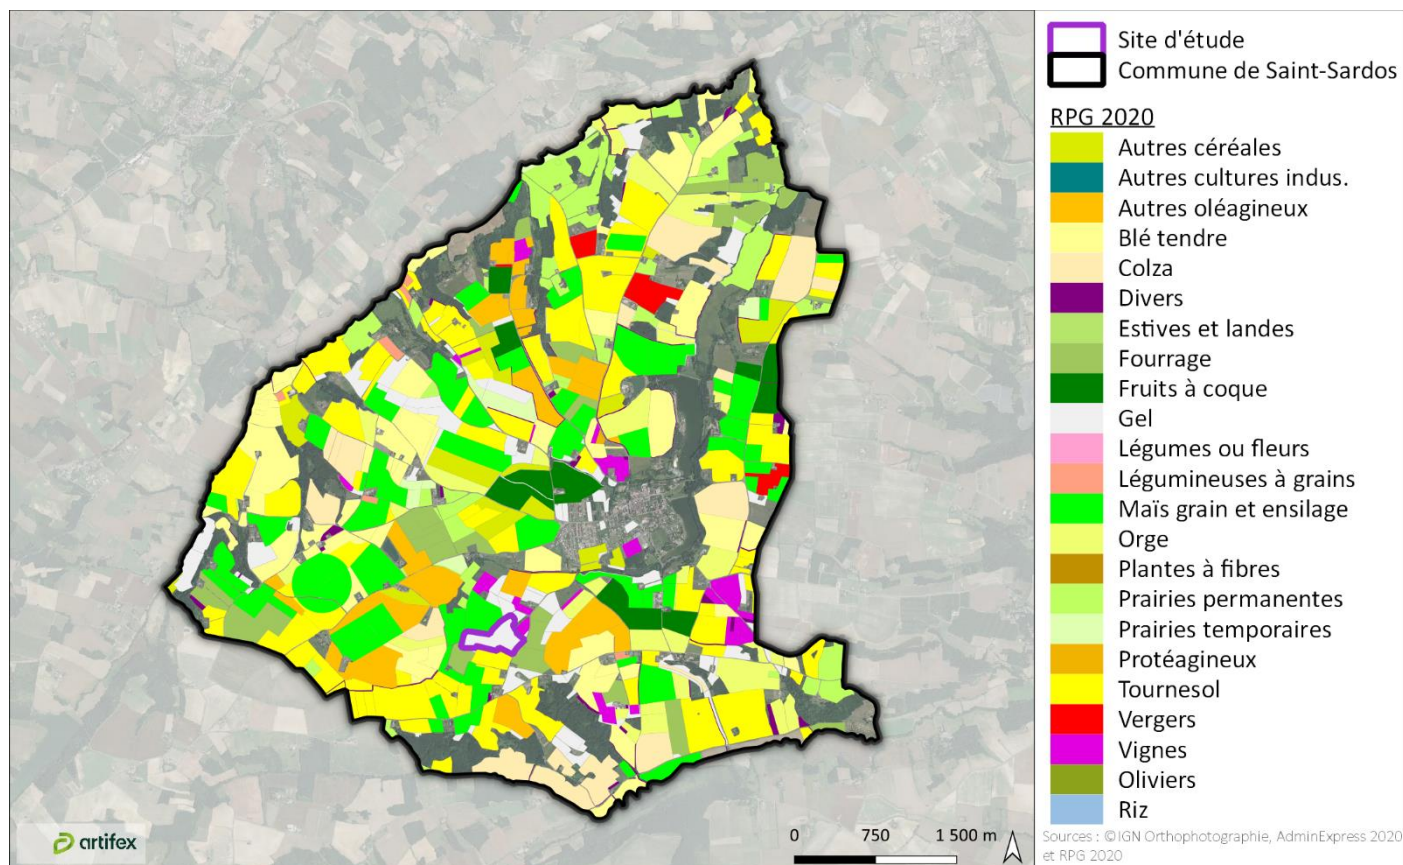 Site d'étude
Commune de Saint-Sardos
RPG 2020
Autres céréales
Autres cultures indus.
Autres oléagineux
Blé tendre
Colza
Divers
Estives et landes
Fourrage
Fruits à coque
Gel
Légumes ou fleurs
Légumineuses à grains
Maïs grain et ensilage
Orge
Plantes à fibres
Prairies permanentes
Prairies temporaires
Protéagineux
Tournesol
Vergers
Vignes
Oliviers
Riz
artifex
0 750 1 500 m
Sources : ©IGN Orthophotographie, AdminExpress 2020
et RPG 2020